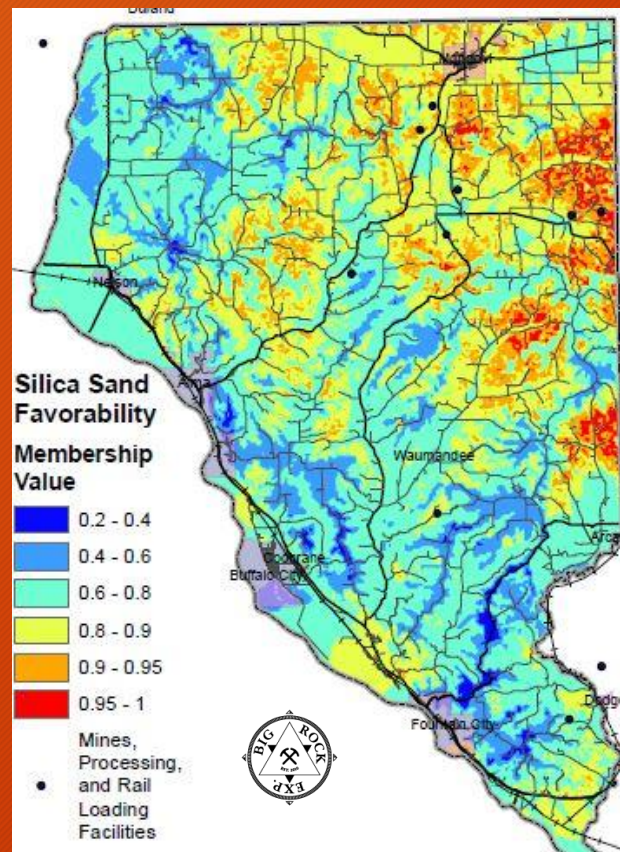 Durand
Nelson
Alma
Silica Sand
Favorability
Membership
Value
0.2 - 0.4
0.4 - 0.6
0.6 - 0.8
0.8 - 0.9
0.9 - 0.95
0.95 - 1
Mines,
Processing,
and Rail
Loading
Facilities
Waumandee
Cochrane
Buffalo City
Fountain City
Arca
Dodge
BIG ROCK EXP.